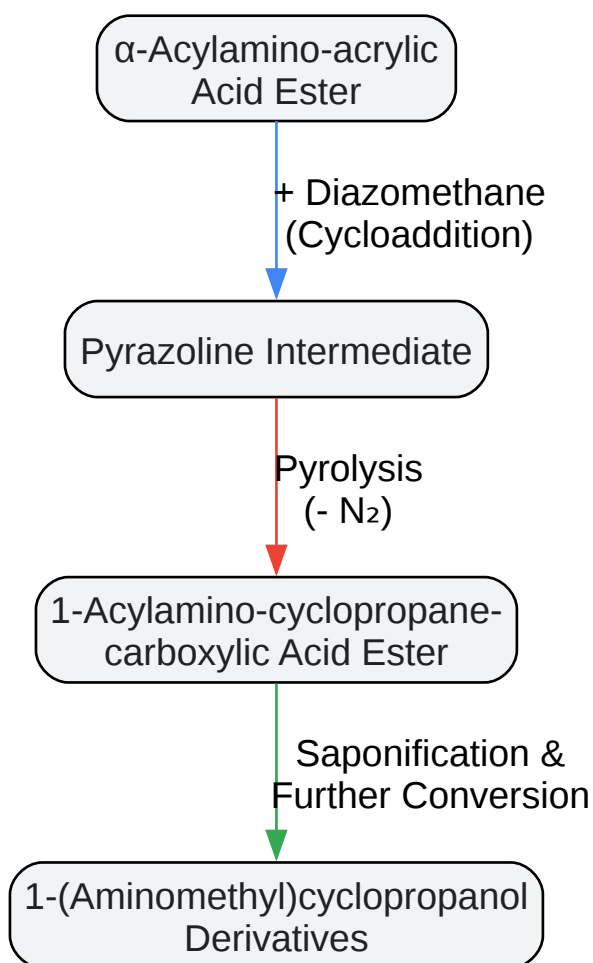 α-Acylamino-acrylic
Acid Ester
+ Diazomethane
(Cycloaddition)
Pyrazoline Intermediate
Pyrolysis
(- N₂)
1-Acylamino-cyclopropane-
carboxylic Acid Ester
Saponification &
Further Conversion
1-(Aminomethyl)cyclopropanol
Derivatives